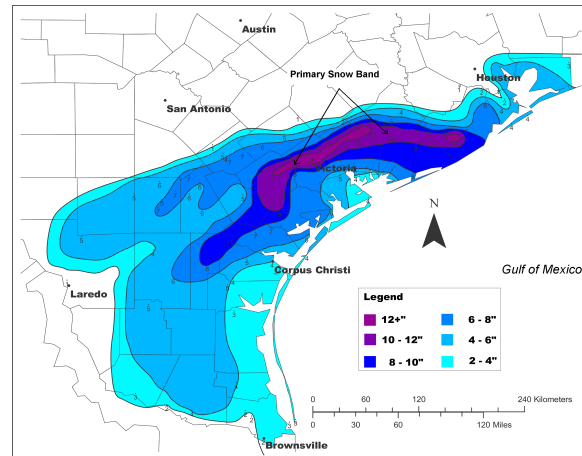 Austin
Primary Snow Band
Houston
San Antonio
Victoria
N
Corpus Christi
Gulf of Mexico
Laredo
Legend
12+"
6 - 8"
10 - 12"
4 - 6"
8 - 10"
2 - 4"
0 60 120 240 Kilometers
0 30 60 120 Miles
Brownsville